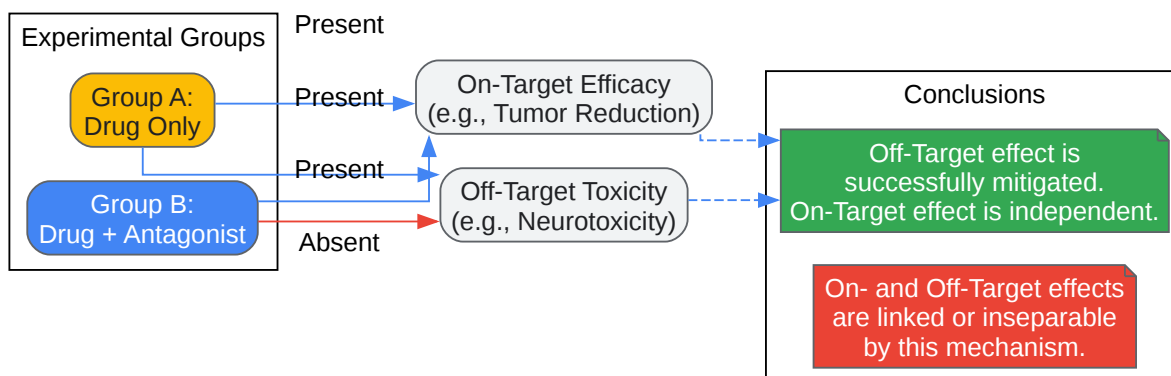 Experimental Groups
Group A:
Drug Only
Group B:
Drug + Antagonist
Present
Present
Present
Absent
On-Target Efficacy
(e.g., Tumor Reduction)
Off-Target Toxicity
(e.g., Neurotoxicity)
Conclusions
Off-Target effect is
successfully mitigated.
On-Target effect is independent.
On- and Off-Target effects
are linked or inseparable
by this mechanism.